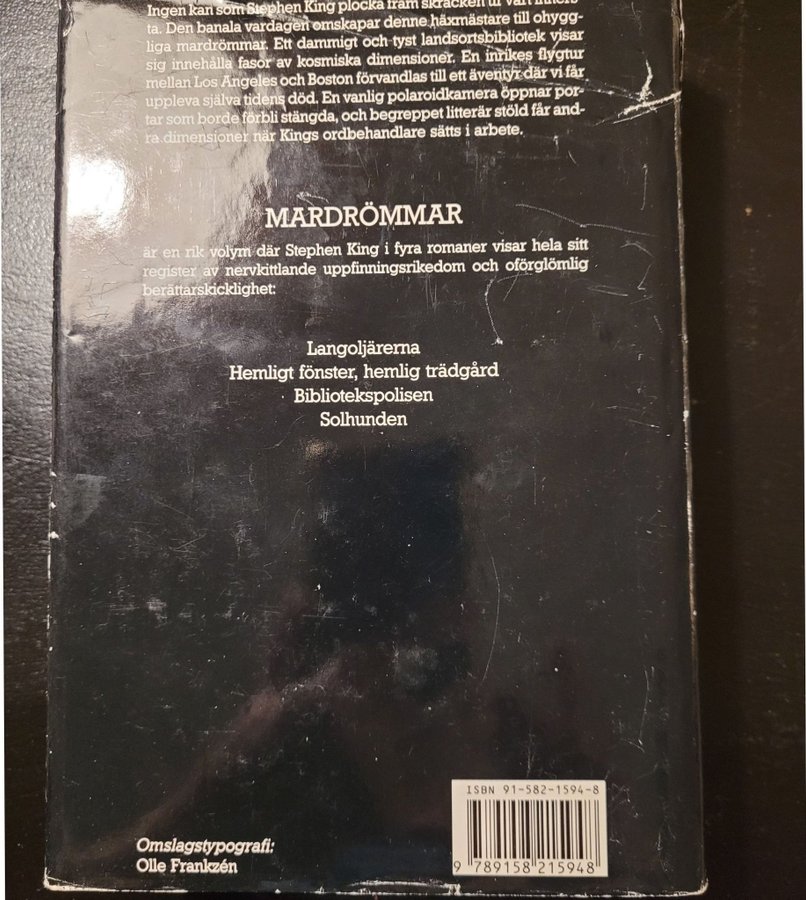 Ingen kan som Stephen King plocka fram skräcken ur vårt inners-
ta. Den banala vardagen omskapar denne häxmästare till ohygg-
liga mardrömmar. Ett dammigt och tyst landsortsbibliotek visar
sig innehålla fasor av kosmiska dimensioner. En inrikes flygtur
mellan Los Angeles och Boston förvandlas till ett äventyr där vi får
uppleva själva tidens död. En vanlig polaroidkamera öppnar por-
tar som borde förbli stängda, och begreppet litterär stöld får and-
ra dimensioner när Kings ordbehandlare sätts i arbete.
MARDRÖMMAR
är en rik volym där Stephen King i fyra romaner visar hela sitt
register av nervkittlande uppfinningsrikedom och oförglömlig
berättarskicklighet:
Langoljärerna
Hemligt fönster, hemlig trädgård
Bibliotekspolisen
Solhunden
ISBN 91-582-1594-8
9 789158 215948
Omslagstypografi:
Olle Frankzén